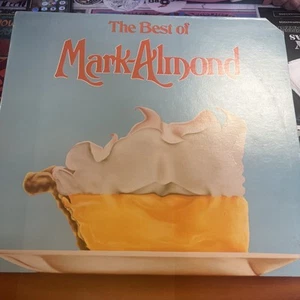 The Best of
Mark-Almond